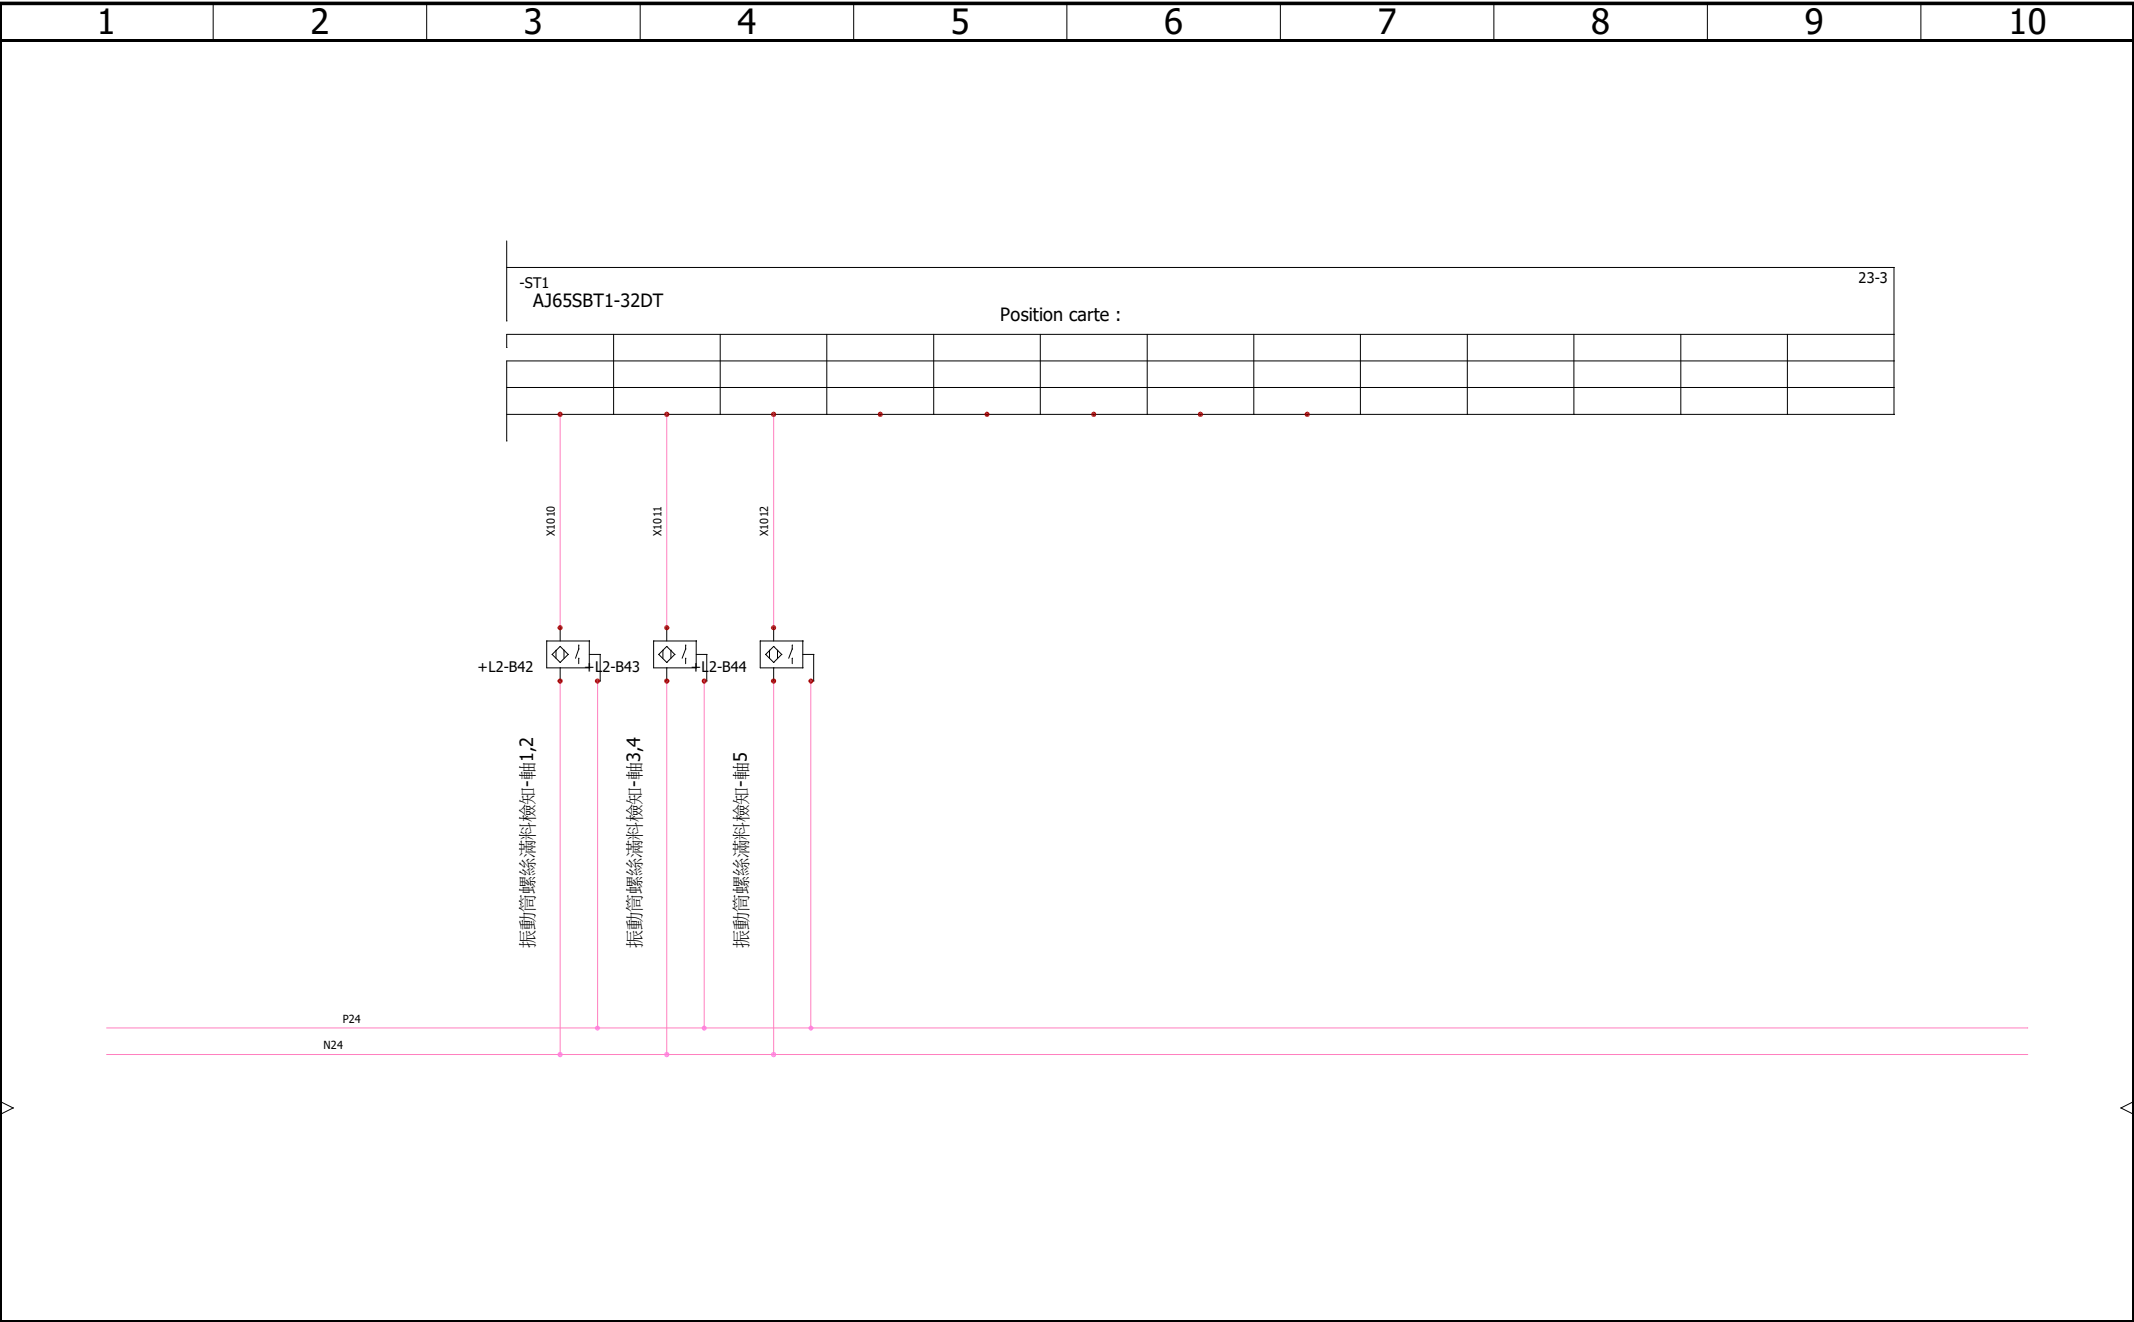 1 2 3 4 5 6 7 8 9 10
-ST1
23-3
AJ65SBT1-32DT
Position carte :
X1010
X1011
X1012
+L2-B42
+L2-B43
+L2-B44
振動筒螺絲滿料檢知-軸1,2
振動筒螺絲滿料檢知-軸3,4
振動筒螺絲滿料檢知-軸5
P24
N24